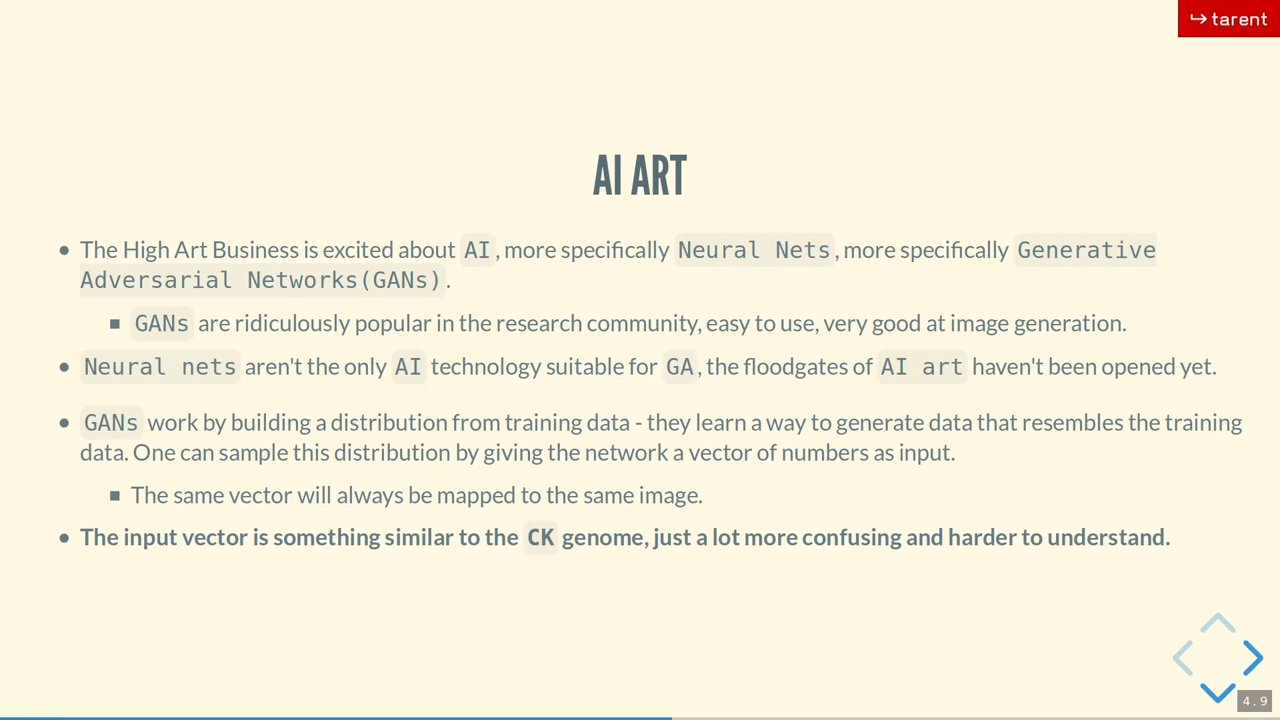 ↪ tarent
AI ART
• The High Art Business is excited about AI, more specifically Neural Nets, more specifically Generative
Adversarial Networks(GANs).
▪ GANs are ridiculously popular in the research community, easy to use, very good at image generation.
• Neural nets aren't the only AI technology suitable for GA, the floodgates of AI art haven't been opened yet.
• GANs work by building a distribution from training data - they learn a way to generate data that resembles the training
data. One can sample this distribution by giving the network a vector of numbers as input.
▪ The same vector will always be mapped to the same image.
• The input vector is something similar to the CK genome, just a lot more confusing and harder to understand.
4.9